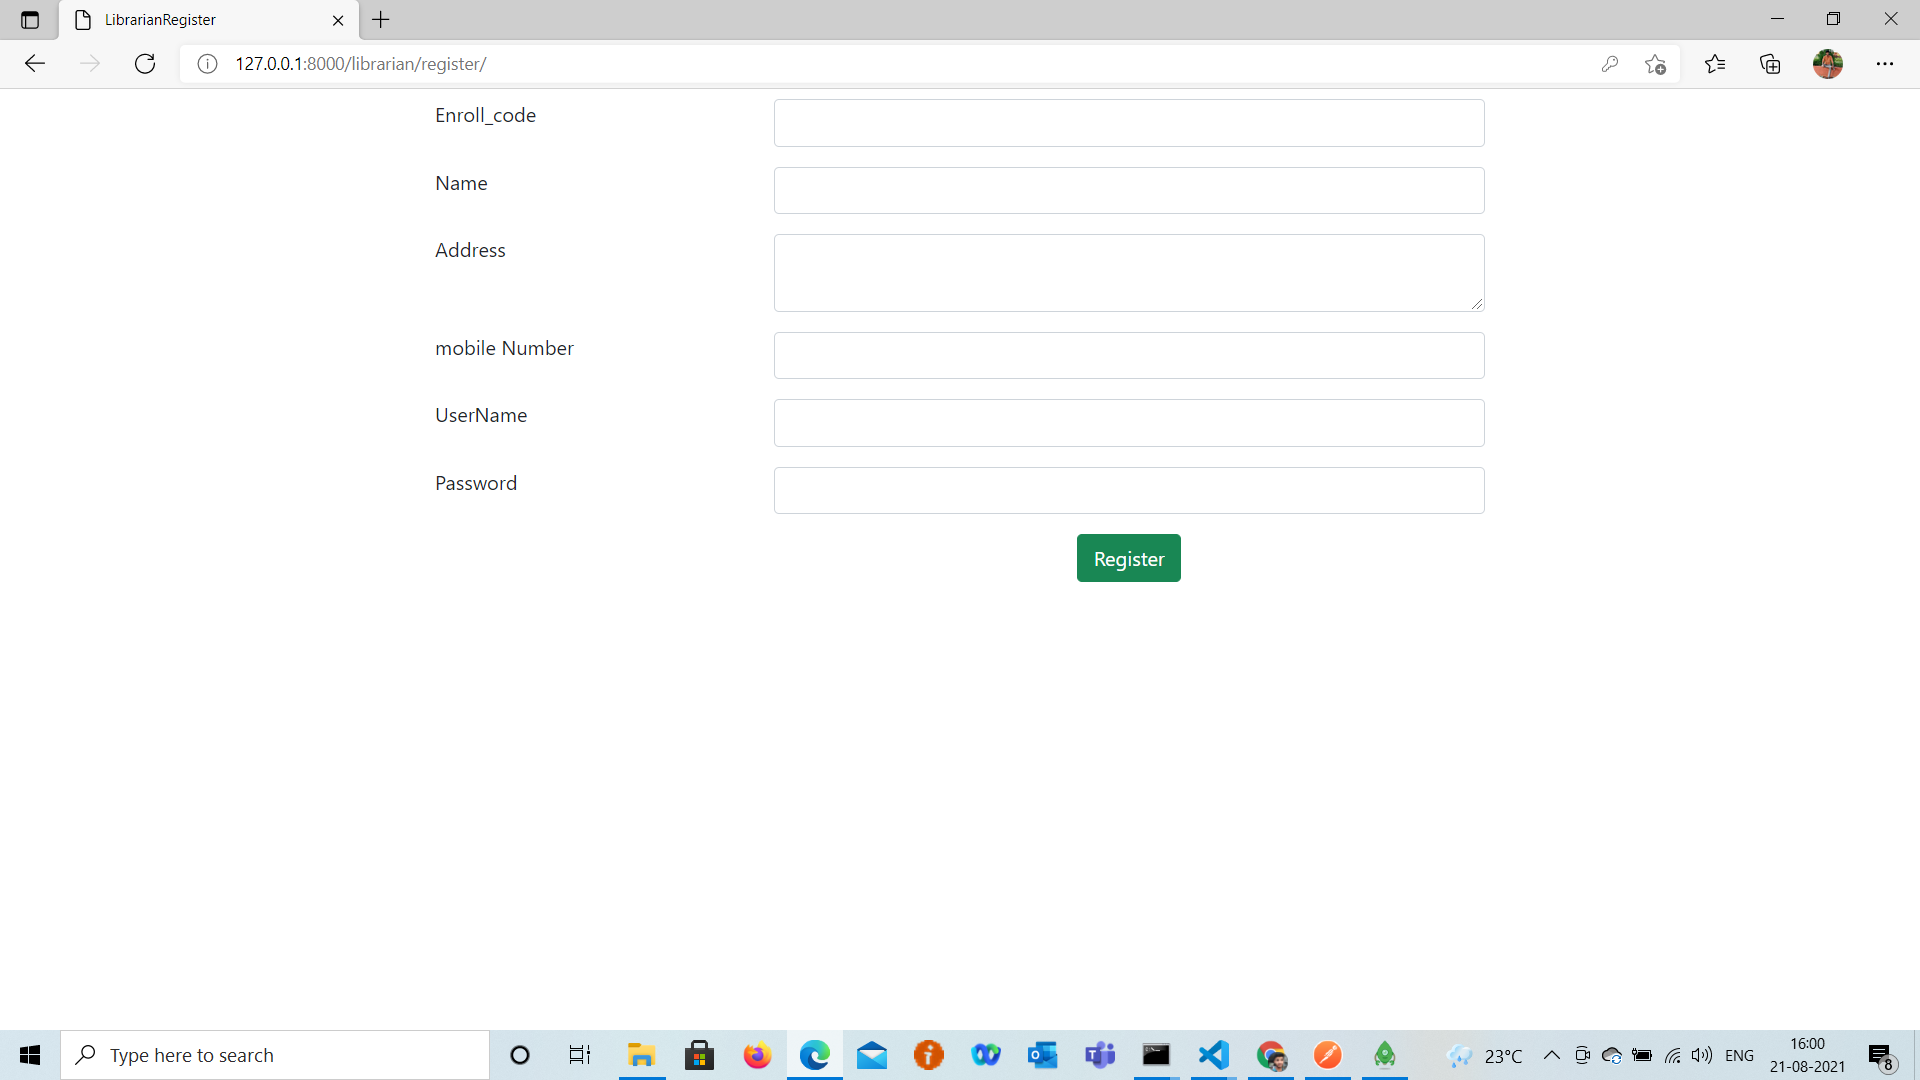 LibrarianRegister
127.0.0.1:8000/librarian/register/
Enroll_code
Name
Address
mobile Number
UserName
Password
Register
Type here to search
23°C
ENG
16:00
21-08-2021
8